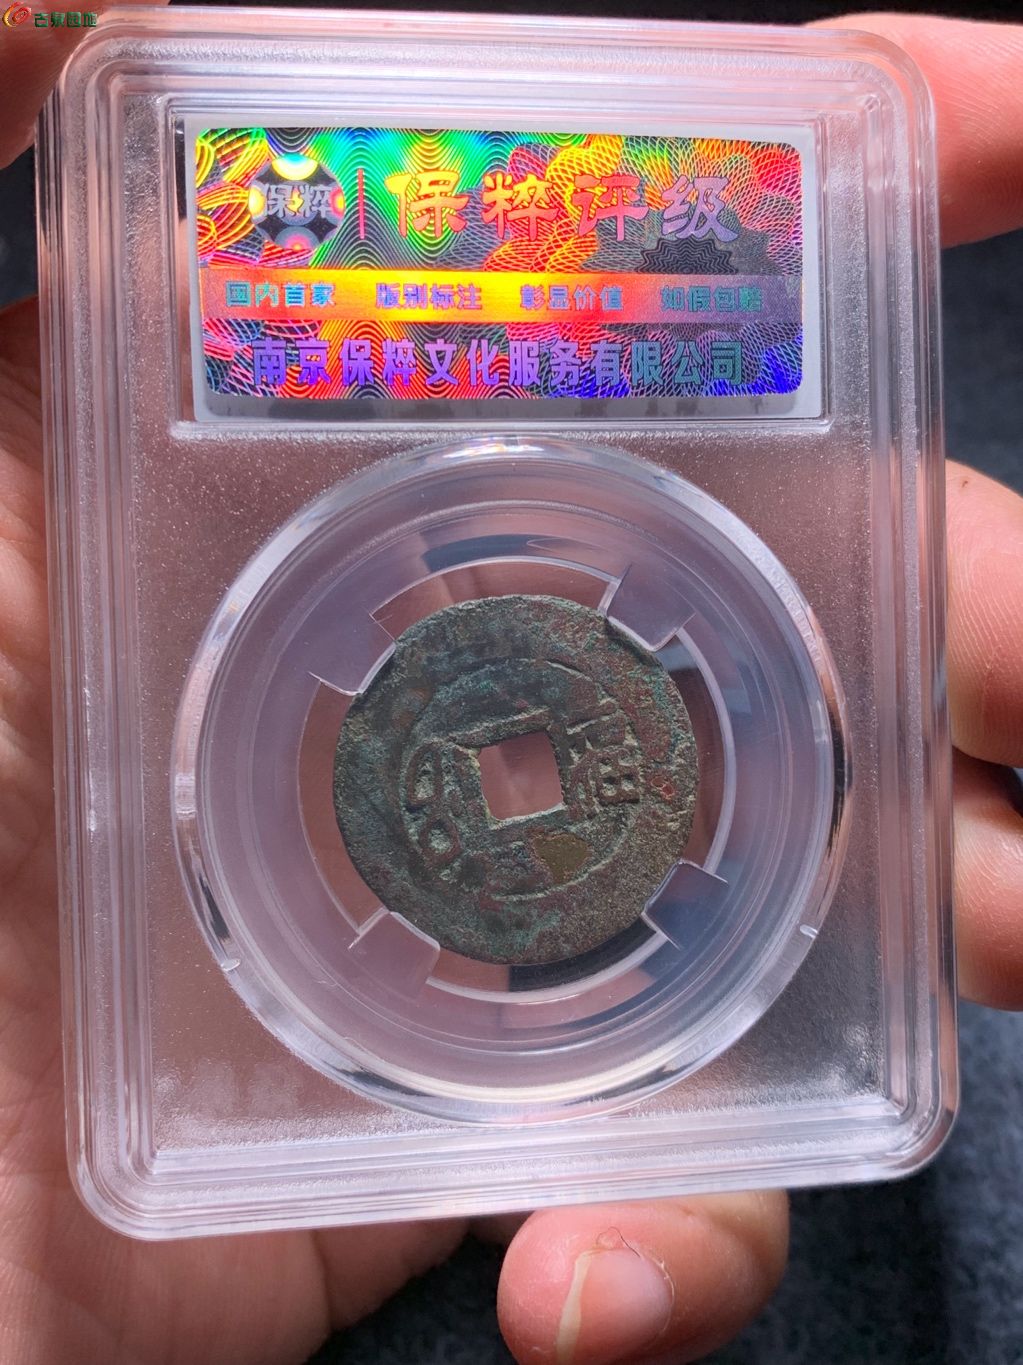 古泉园地
保粹
保粹评级
国内首家 版别标注 彰显价值 如假包赔
南京保粹文化服务有限公司
福